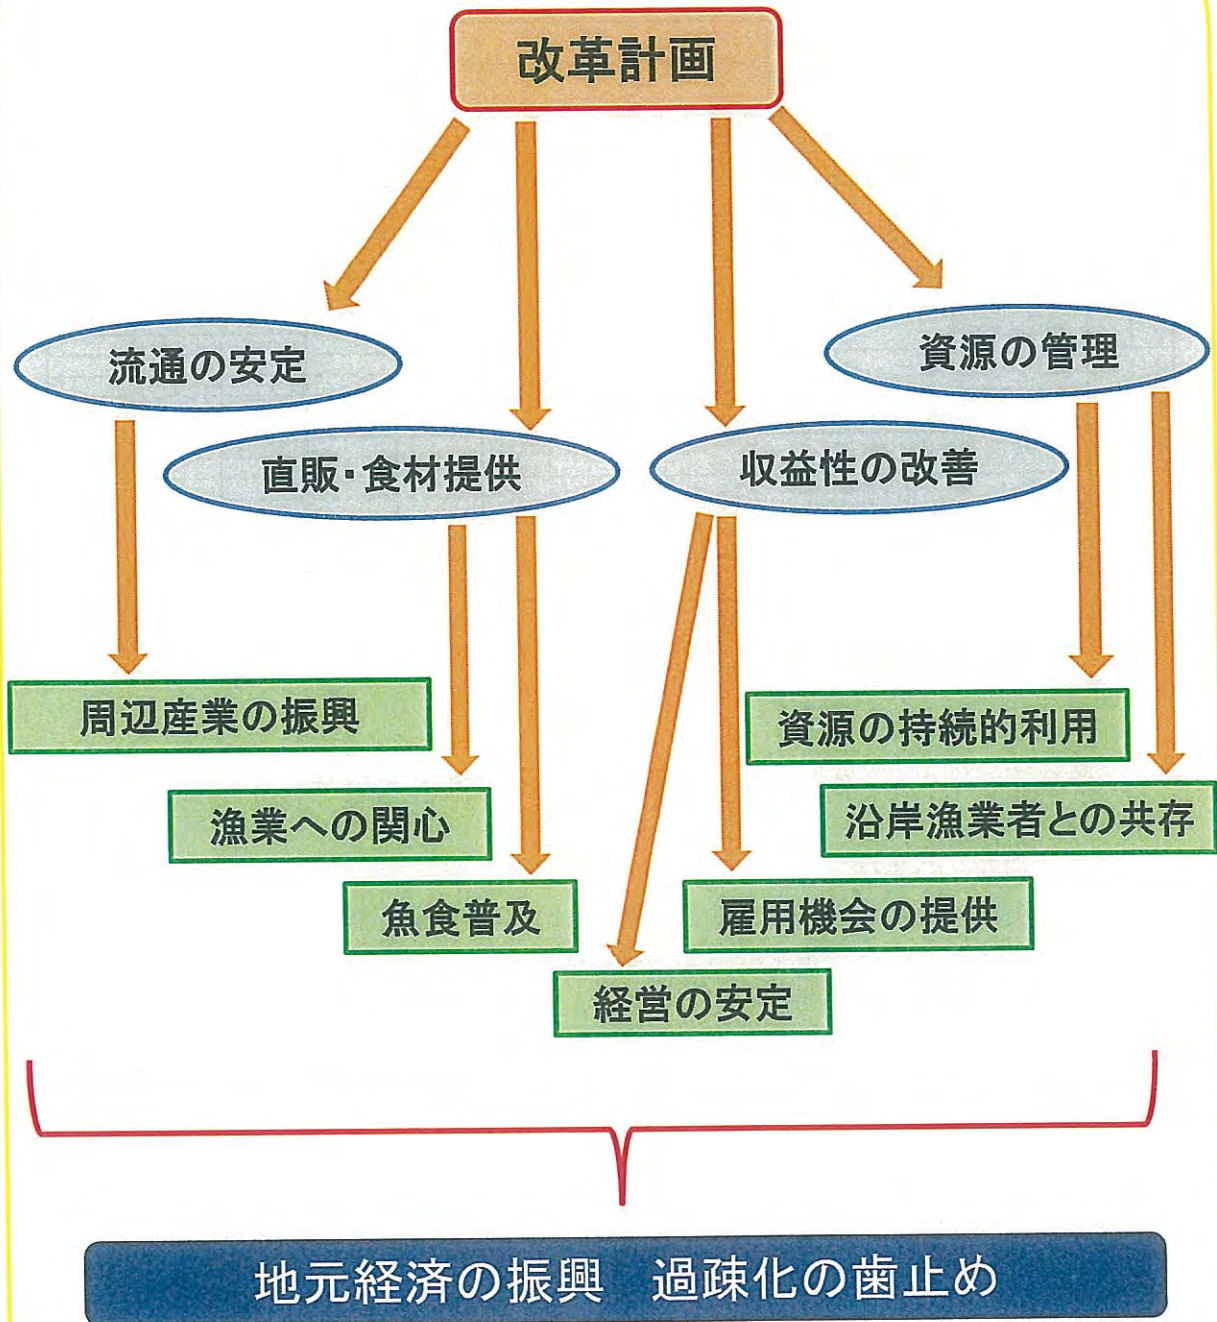 改革計画
流通の安定
資源の管理
直販・食材提供
収益性の改善
周辺産業の振興
資源の持続的利用
漁業への関心
沿岸漁業者との共存
魚食普及
雇用機会の提供
経営の安定
地元経済の振興　過疎化の歯止め